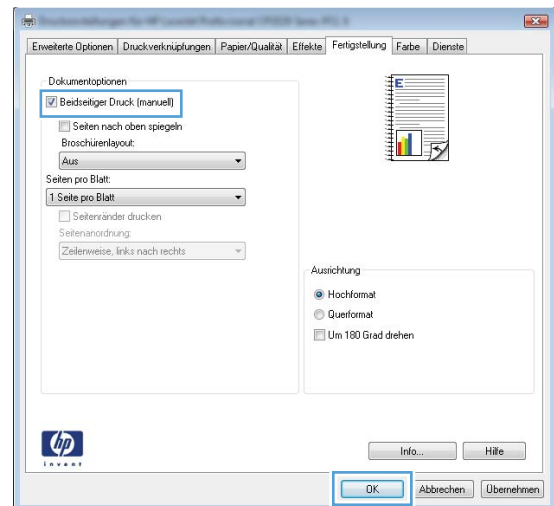 Erweiterte Optionen Druckverknüpfungen Papier/Qualität Effekte Fertigstellung Farbe Dienste
Dokumentoptionen
Beidseitiger Druck (manuell)
Seiten nach oben spiegeln
Broschürenlayout:
Aus
Seiten pro Blatt:
1 Seite pro Blatt
Seitenränder drucken
Seitenanordnung:
Zeilenweise, links nach rechts
E
Ausrichtung
Hochformat
Querformat
Um 180 Grad drehen
hp
invent
Info... Hilfe
OK Abbrechen Übernehmen